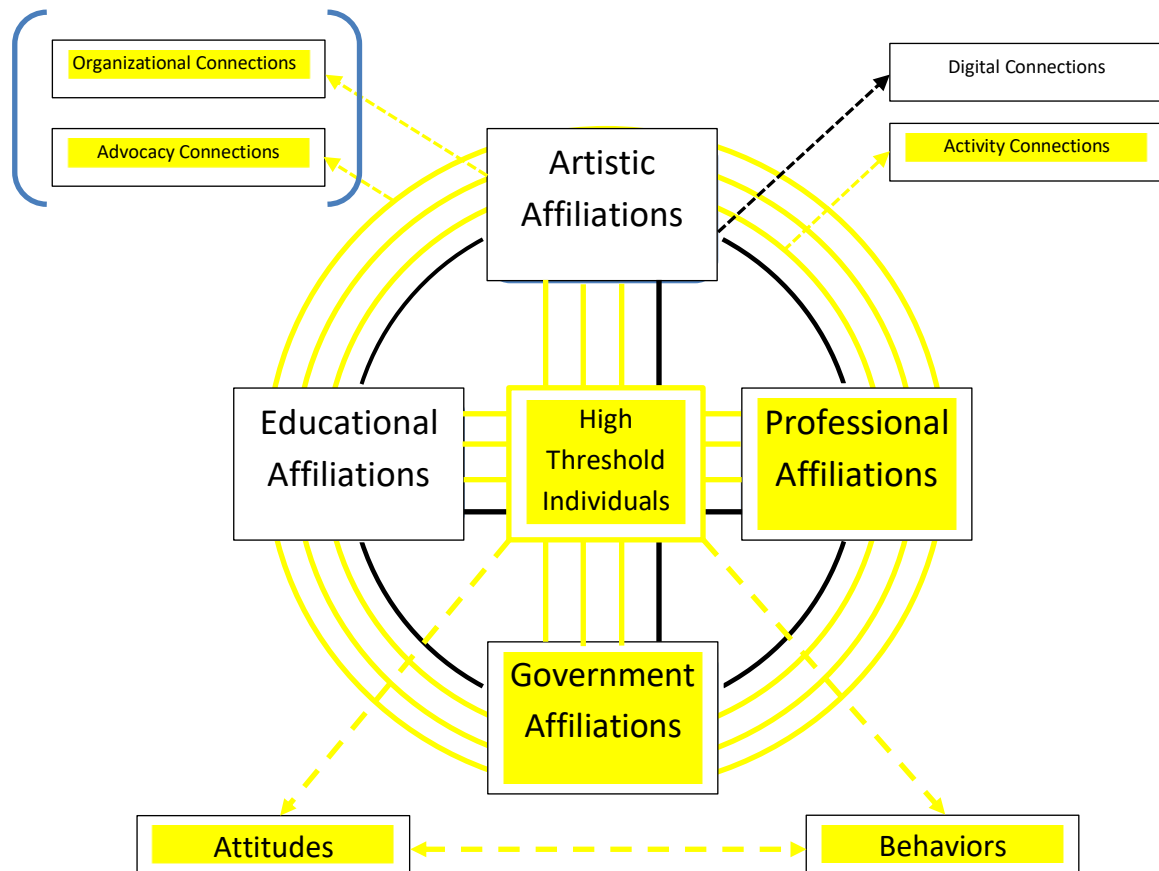 Organizational Connections
Digital Connections
Advocacy Connections
Activity Connections
Artistic
Affiliations
Educational
Affiliations
High
Threshold
Individuals
Professional
Affiliations
Government
Affiliations
Attitudes
Behaviors